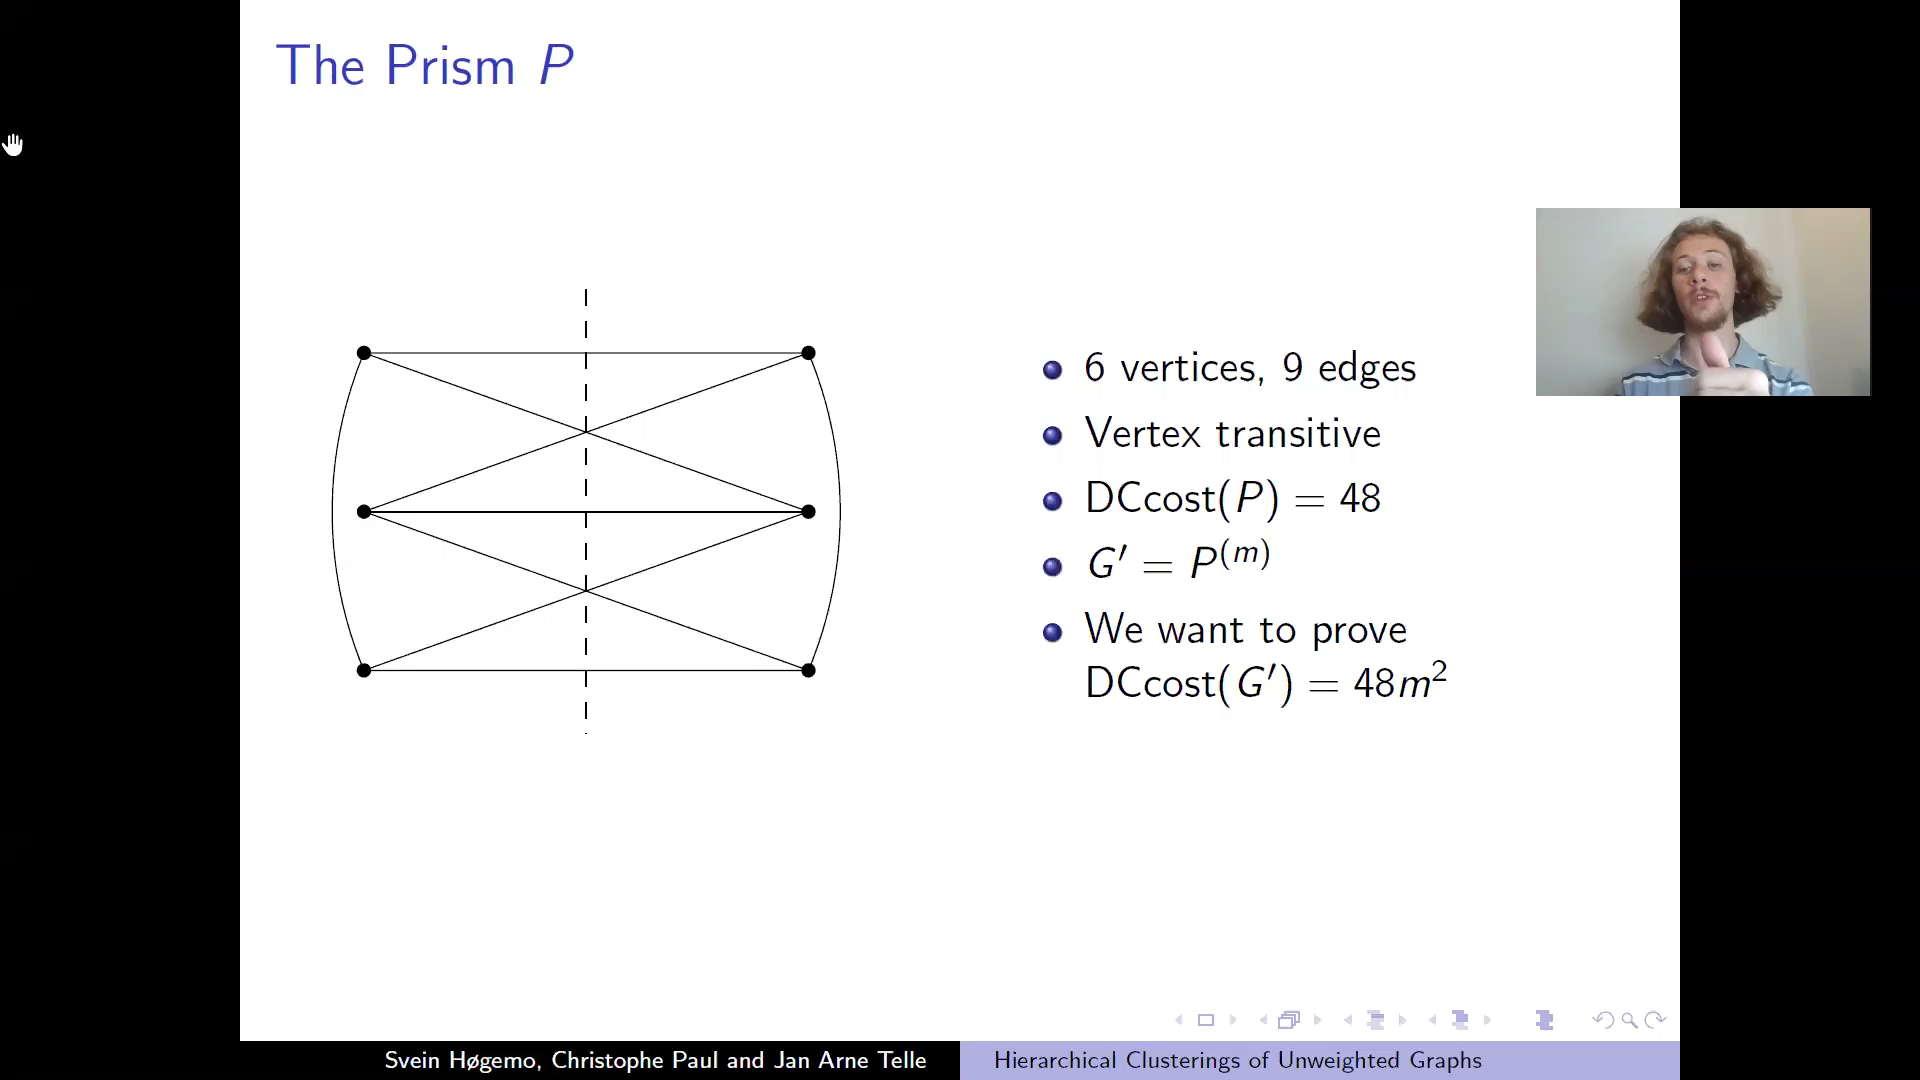 The Prism P
6 vertices, 9 edges
Vertex transitive
DCcost(P) = 48
G′ = P⁽ᵐ⁾
We want to prove
DCcost(G′) = 48m²
Svein Høgemo, Christophe Paul and Jan Arne Telle
Hierarchical Clusterings of Unweighted Graphs